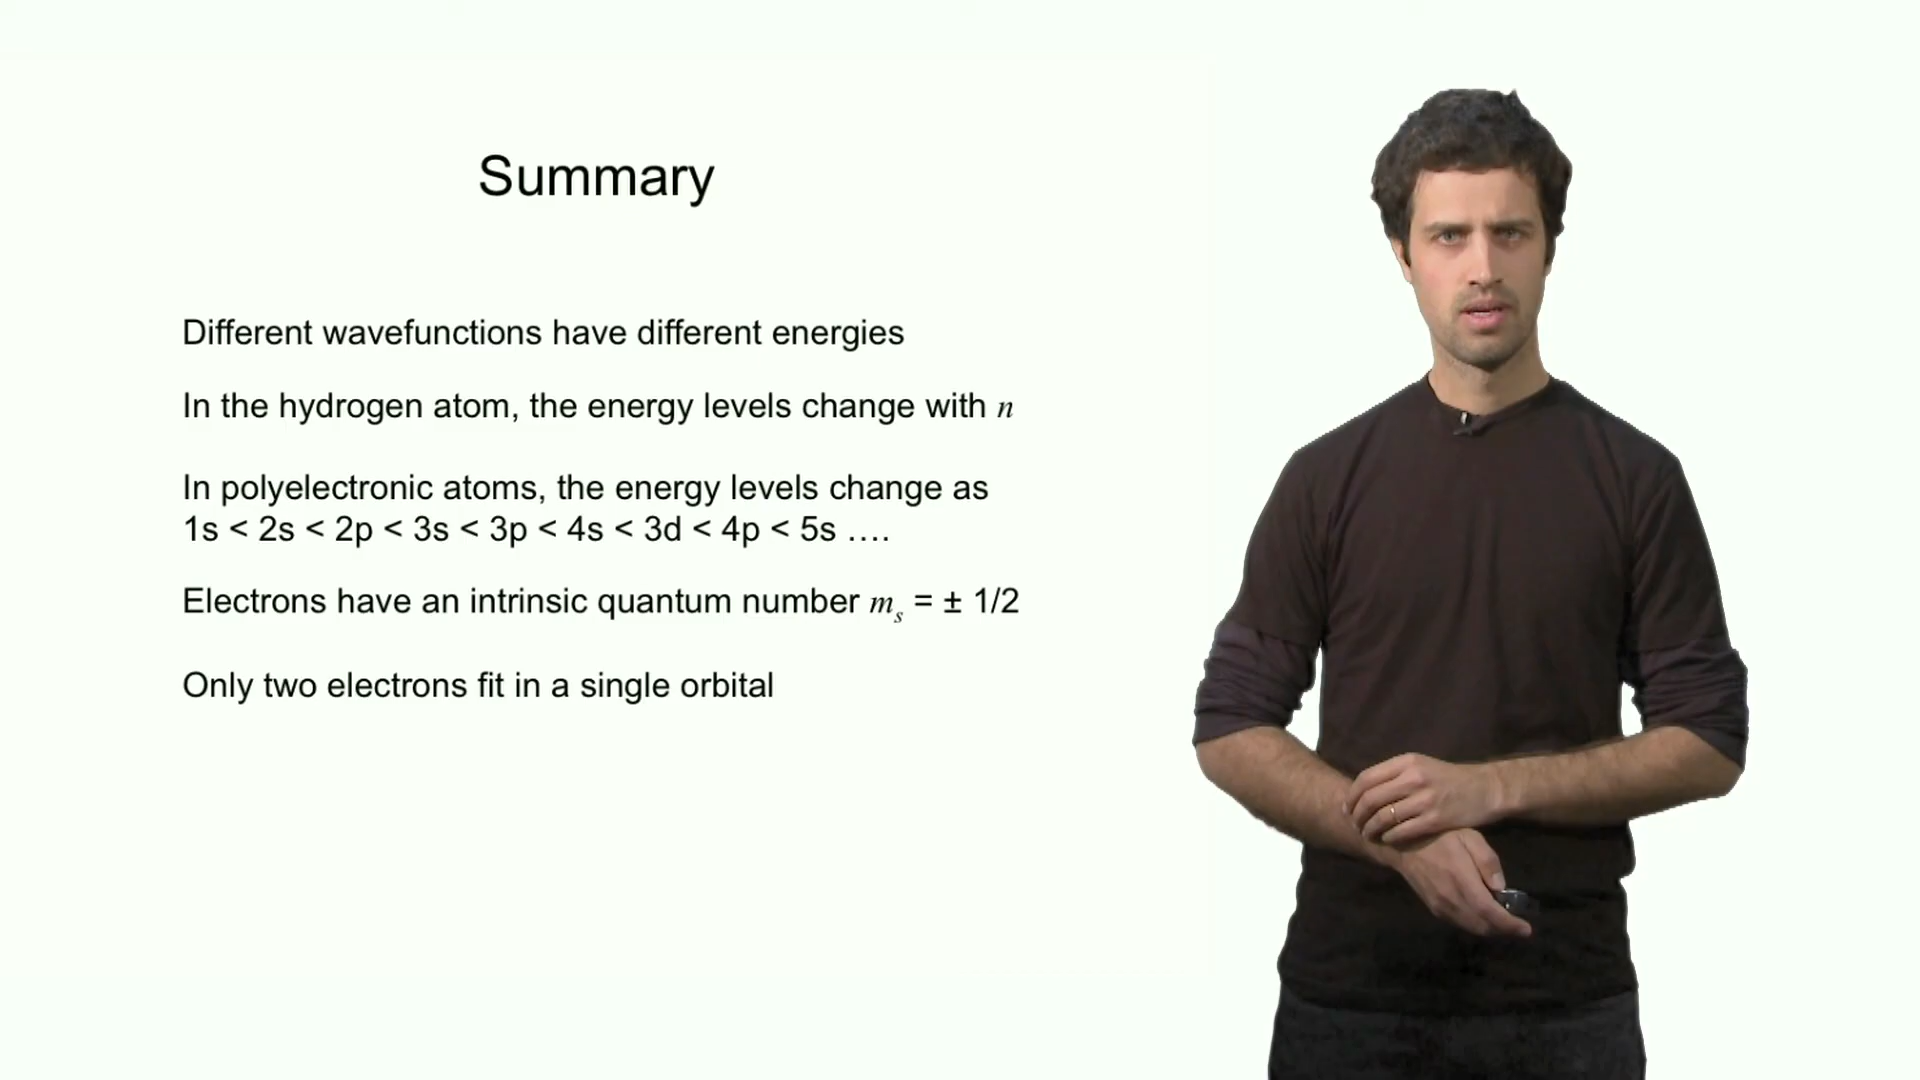 Summary
Different wavefunctions have different energies
In the hydrogen atom, the energy levels change with n
In polyelectronic atoms, the energy levels change as
1s < 2s < 2p < 3s < 3p < 4s < 3d < 4p < 5s ....
Electrons have an intrinsic quantum number mₛ = ± 1/2
Only two electrons fit in a single orbital